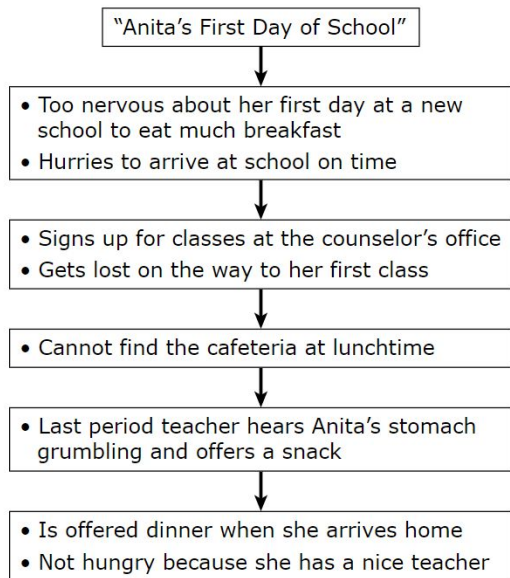 “Anita’s First Day of School”
• Too nervous about her first day at a new
school to eat much breakfast
• Hurries to arrive at school on time
• Signs up for classes at the counselor’s office
• Gets lost on the way to her first class
• Cannot find the cafeteria at lunchtime
• Last period teacher hears Anita’s stomach
grumbling and offers a snack
• Is offered dinner when she arrives home
• Not hungry because she has a nice teacher